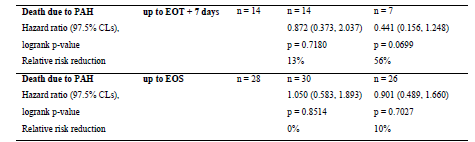 Death due to PAH up to EOT + 7 days n = 14 n = 14 n = 7
Hazard ratio (97.5% CLs), 0.872 (0.373, 2.037) 0.441 (0.156, 1.248)
logrank p-value p = 0.7180 p = 0.0699
Relative risk reduction 13% 56%
Death due to PAH up to EOS n = 28 n = 30 n = 26
Hazard ratio (97.5% CLs), 1.050 (0.583, 1.893) 0.901 (0.489, 1.660)
logrank p-value p = 0.8514 p = 0.7027
Relative risk reduction 0% 10%